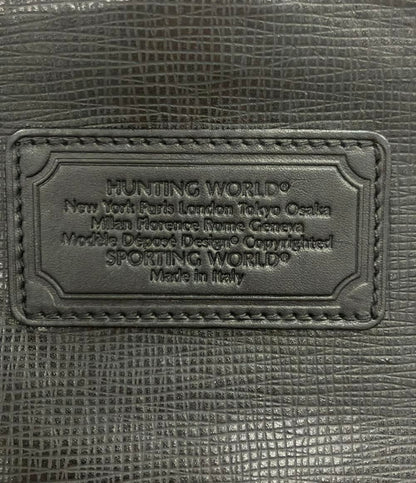 HUNTING WORLD®
New York Paris London Tokyo Osaka
Milan Florence Rome Geneva
Modèle Déposé Design® Copyrighted
SPORTING WORLD®
Made in Italy